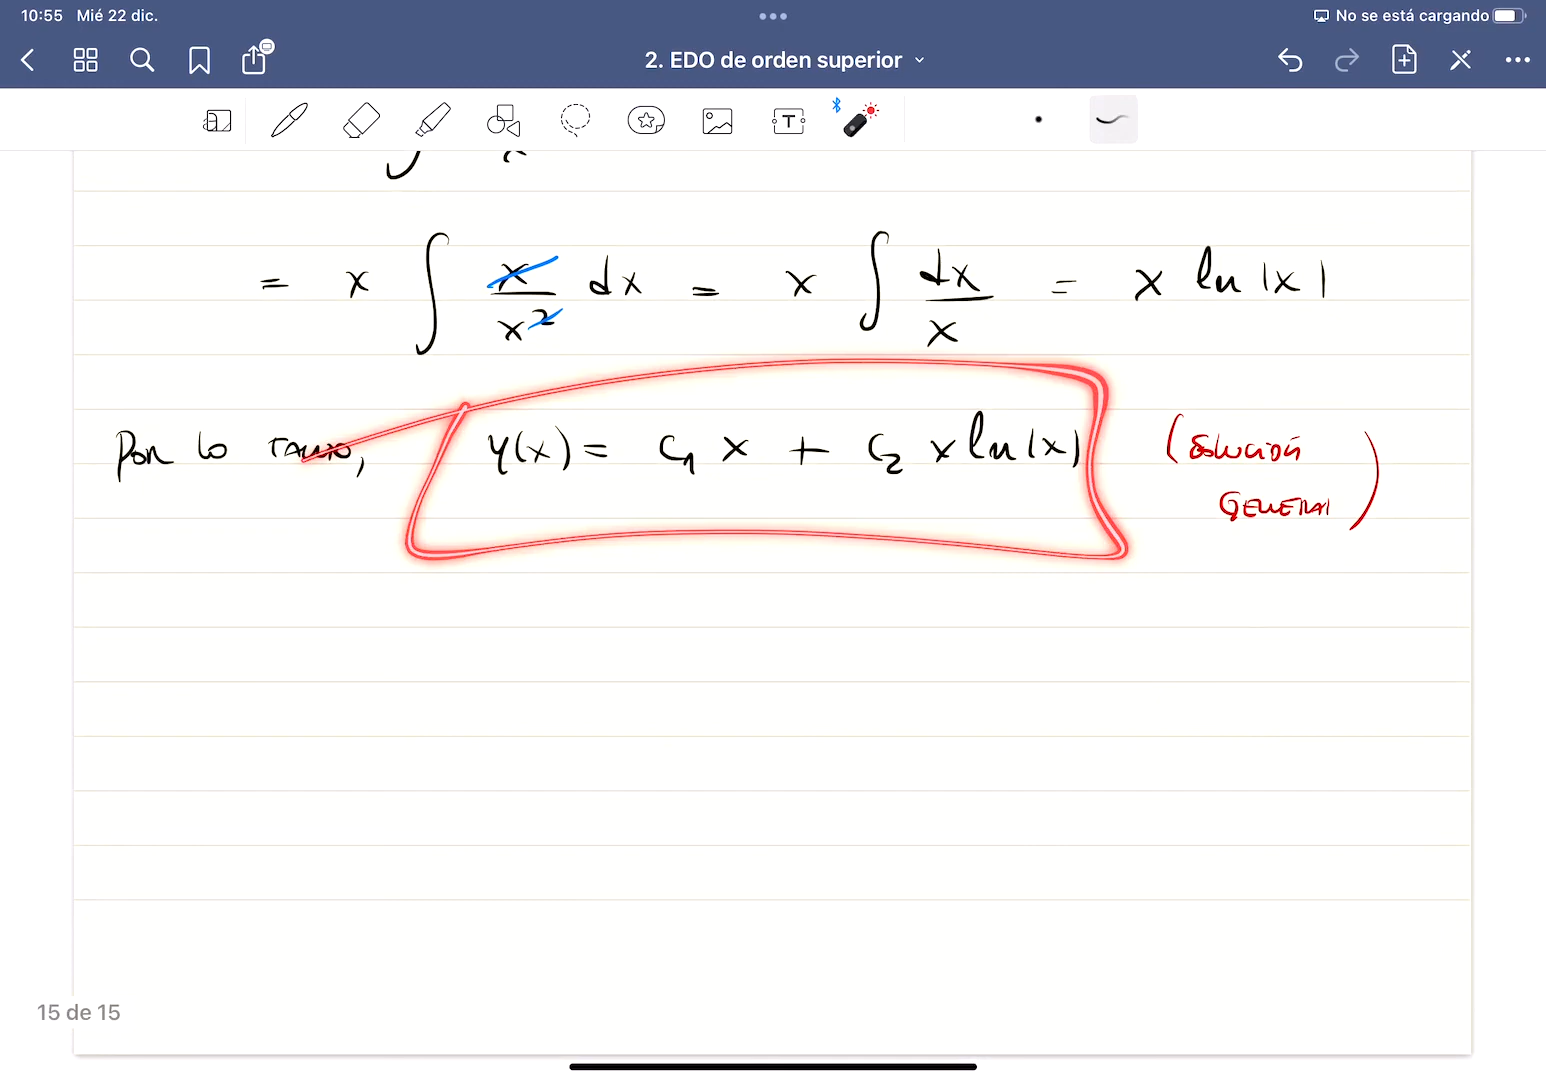 10:55 Mié 22 dic.
No se está cargando
2. EDO de orden superior
T
= x ∫ x/x² dx = x ∫ dx/x = x ln|x|
Por lo tanto, y(x) = c₁ x + c₂ x ln|x| (solución
general)
15 de 15